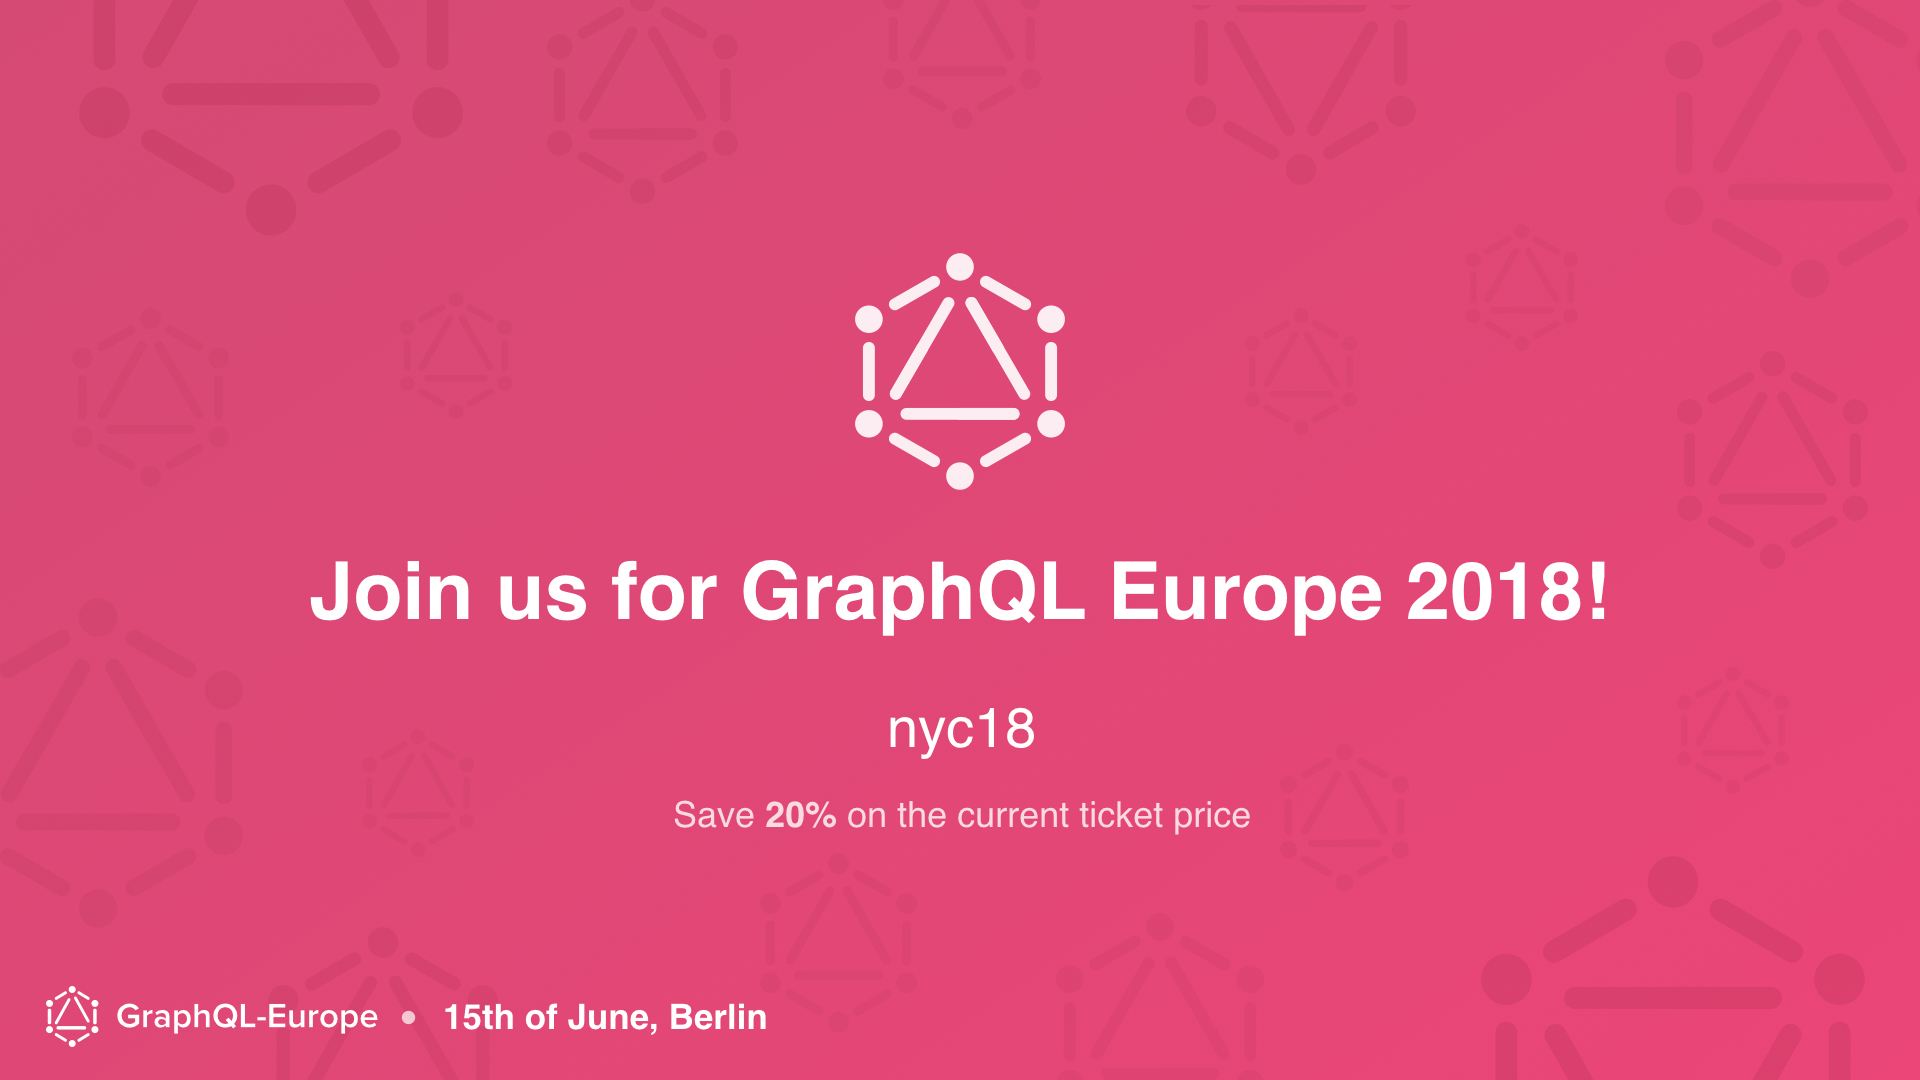 Join us for GraphQL Europe 2018!
nyc18
Save 20% on the current ticket price
GraphQL-Europe • 15th of June, Berlin